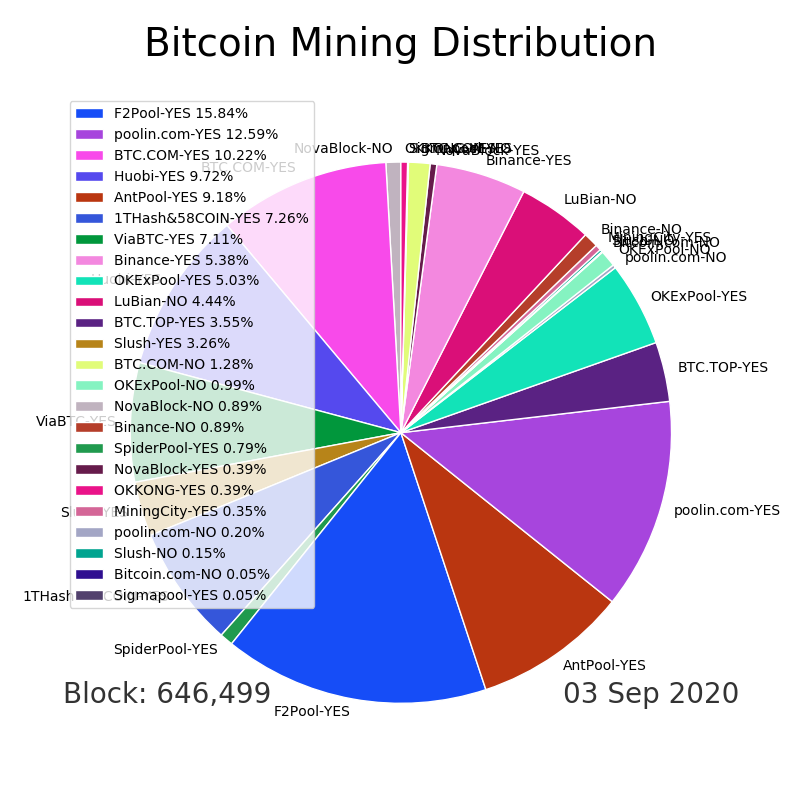 Bitcoin Mining Distribution
F2Pool-YES 15.84%
poolin.com-YES 12.59%
BTC.COM-YES 10.22%
Huobi-YES 9.72%
AntPool-YES 9.18%
1THash&58COIN-YES 7.26%
ViaBTC-YES 7.11%
Binance-YES 5.38%
OKExPool-YES 5.03%
LuBian-NO 4.44%
BTC.TOP-YES 3.55%
Slush-YES 3.26%
BTC.COM-NO 1.28%
OKExPool-NO 0.99%
NovaBlock-NO 0.89%
Binance-NO 0.89%
SpiderPool-YES 0.79%
NovaBlock-YES 0.39%
OKKONG-YES 0.39%
MiningCity-YES 0.35%
poolin.com-NO 0.20%
Slush-NO 0.15%
Bitcoin.com-NO 0.05%
Sigmapool-YES 0.05%
NovaBlock-NO
NovaBlock-YES
Binance-YES
LuBian-NO
Binance-NO
MiningCity-YES
Bitcoin.com-NO
OKExPool-NO
poolin.com-NO
OKExPool-YES
BTC.TOP-YES
poolin.com-YES
AntPool-YES
F2Pool-YES
SpiderPool-YES
ViaBTC-YES
BTC.COM-YES
Block: 646,499
03 Sep 2020